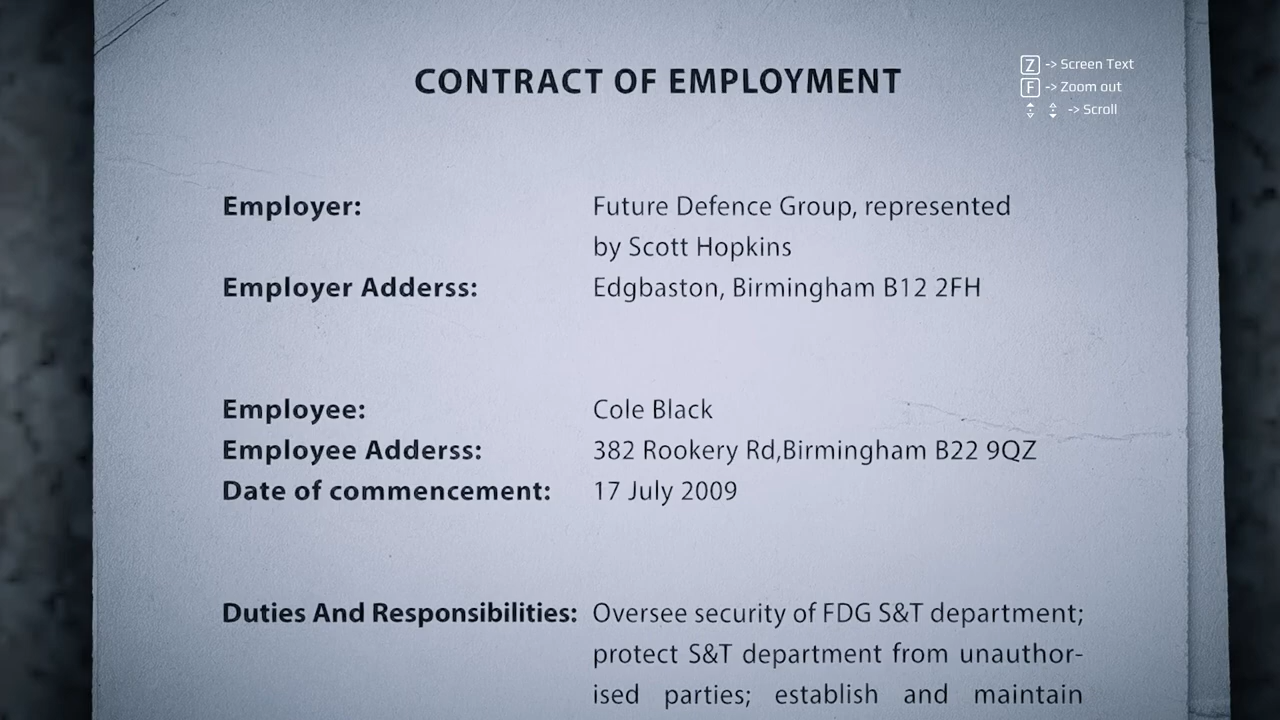 CONTRACT OF EMPLOYMENT
Z -> Screen Text
F -> Zoom out
-> Scroll
Employer: Future Defence Group, represented
by Scott Hopkins
Employer Adderss: Edgbaston, Birmingham B12 2FH
Employee: Cole Black
Employee Adderss: 382 Rookery Rd,Birmingham B22 9QZ
Date of commencement: 17 July 2009
Duties And Responsibilities: Oversee security of FDG S&T department;
protect S&T department from unauthor-
ised parties; establish and maintain